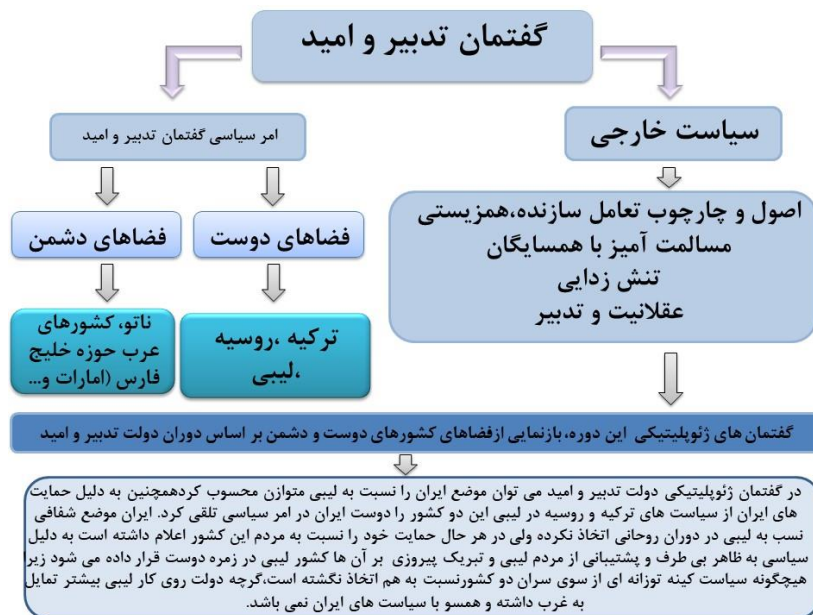 گفتمان تدبیر و امید
سیاست خارجی
اصول و چارچوب تعامل سازنده،همزیستی
مسالمت آمیز با همسایگان
تنش زدایی
عقلانیت و تدبیر
امر سیاسی گفتمان تدبیر و امید
فضاهای دوست
ترکیه ،روسیه
،لیبی
فضاهای دشمن
ناتو، کشورهای
عرب حوزه خلیج
فارس (امارات و...
گفتمان های ژئوپلیتیکی این دوره، بازنمایی ازفضاهای کشورهای دوست و دشمن بر اساس دوران دولت تدبیر و امید
در گفتمان ژئوپلیتیکی دولت تدبیر و امید می توان موضع ایران را نسبت به لیبی متوازن محسوب کردهمچنین به دلیل حمایت
های ایران از سیاست های ترکیه و روسیه در لیبی این دو کشور را دوست ایران در امر سیاسی تلقی کرد. ایران موضع شفافی
نسب به لیبی در دوران روحانی اتخاذ نکرده ولی در هر حال حمایت خود را نسبت به مردم این کشور اعلام داشته است به دلیل
سیاسی به ظاهر بی طرف و پشتیبانی از مردم لیبی و تبریک پیروزی بر آن ها کشور لیبی در زمره دوست قرار داده می شود زیرا
هیچگونه سیاست کینه توزانه ای از سوی سران دو کشورنسبت به هم اتخاذ نگشته است،گرچه دولت روی کار لیبی بیشتر تمایل
به غرب داشته و همسو با سیاست های ایران نمی باشد.